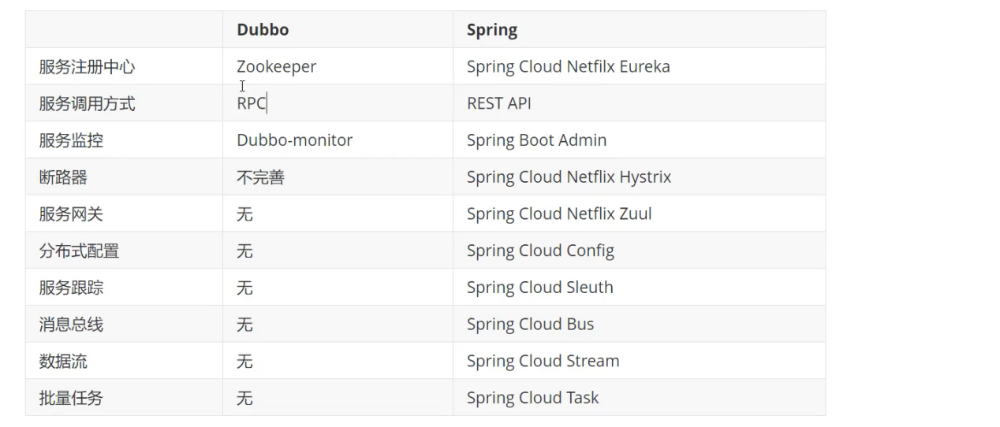 Dubbo Spring
服务注册中心 Zookeeper Spring Cloud Netfilx Eureka
服务调用方式 RPC REST API
服务监控 Dubbo-monitor Spring Boot Admin
断路器 不完善 Spring Cloud Netflix Hystrix
服务网关 无 Spring Cloud Netflix Zuul
分布式配置 无 Spring Cloud Config
服务跟踪 无 Spring Cloud Sleuth
消息总线 无 Spring Cloud Bus
数据流 无 Spring Cloud Stream
批量任务 无 Spring Cloud Task